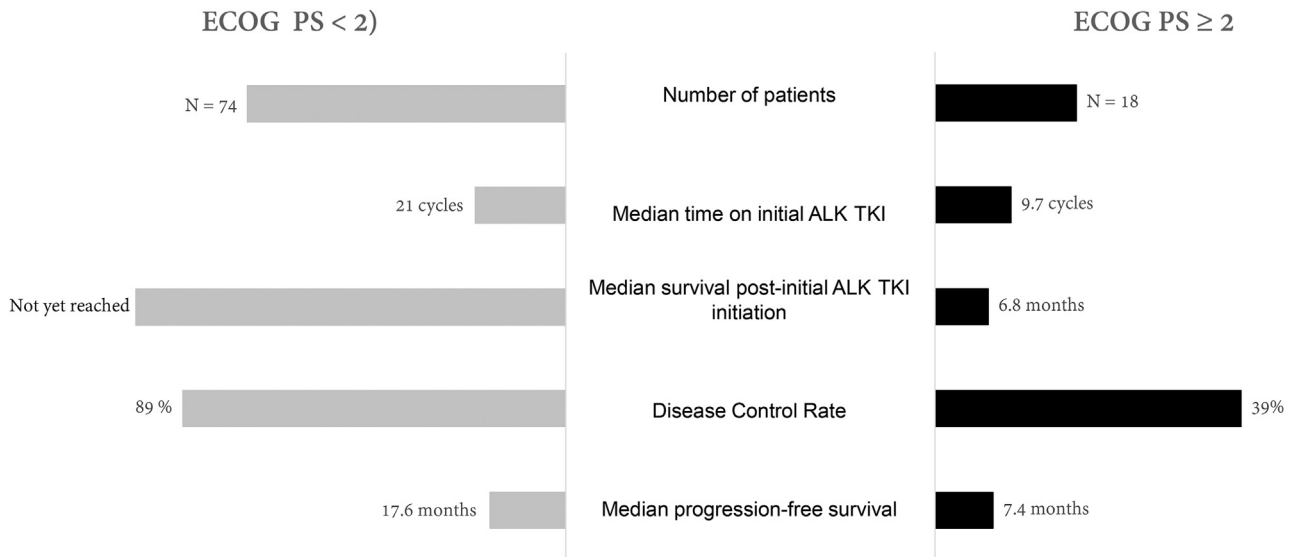 ECOG PS < 2)
ECOG PS ≥ 2
N = 74
Number of patients
N = 18
21 cycles
Median time on initial ALK TKI
9.7 cycles
Not yet reached
Median survival post-initial ALK TKI
initiation
6.8 months
89 %
Disease Control Rate
39%
17.6 months
Median progression-free survival
7.4 months